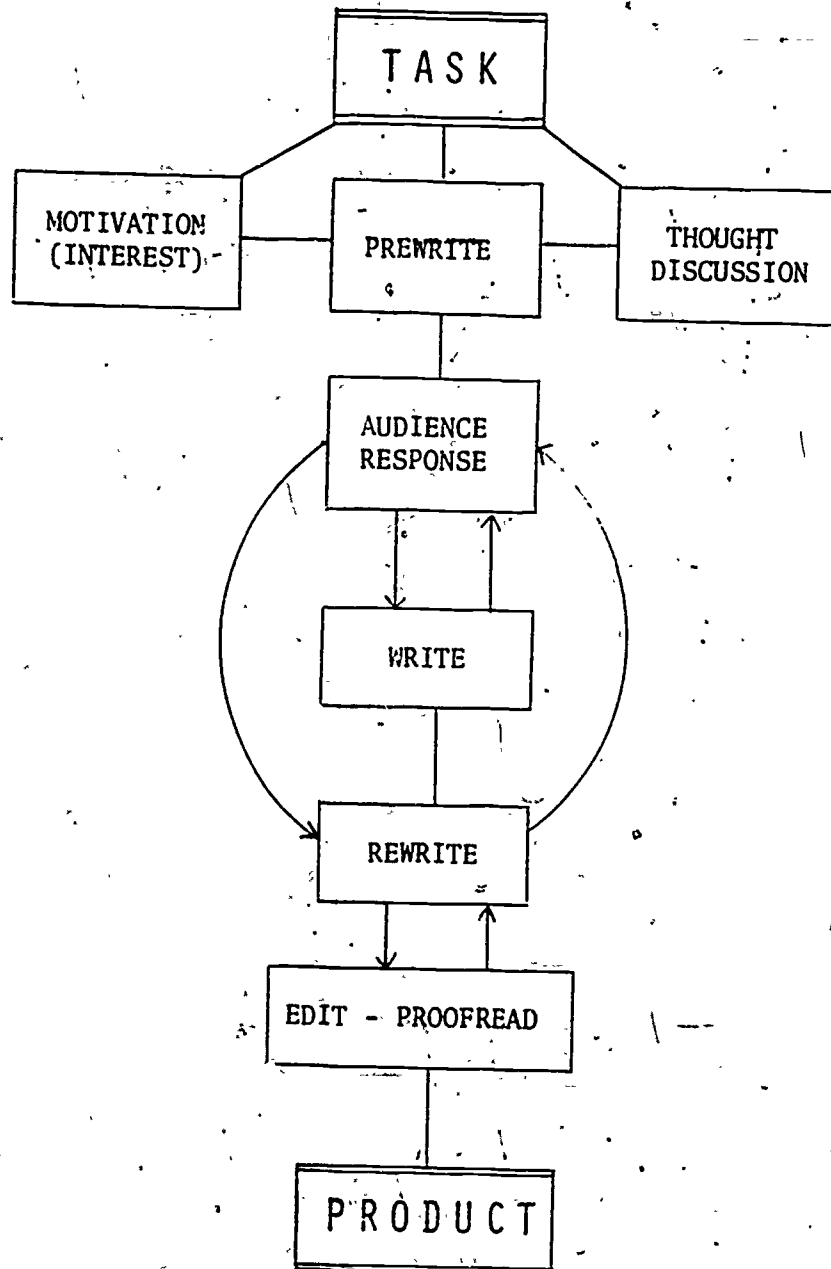 TASK
MOTIVATION
(INTEREST)
PREWRITE
THOUGHT
DISCUSSION
AUDIENCE
RESPONSE
WRITE
REWRITE
EDIT - PROOFREAD
PRODUCT